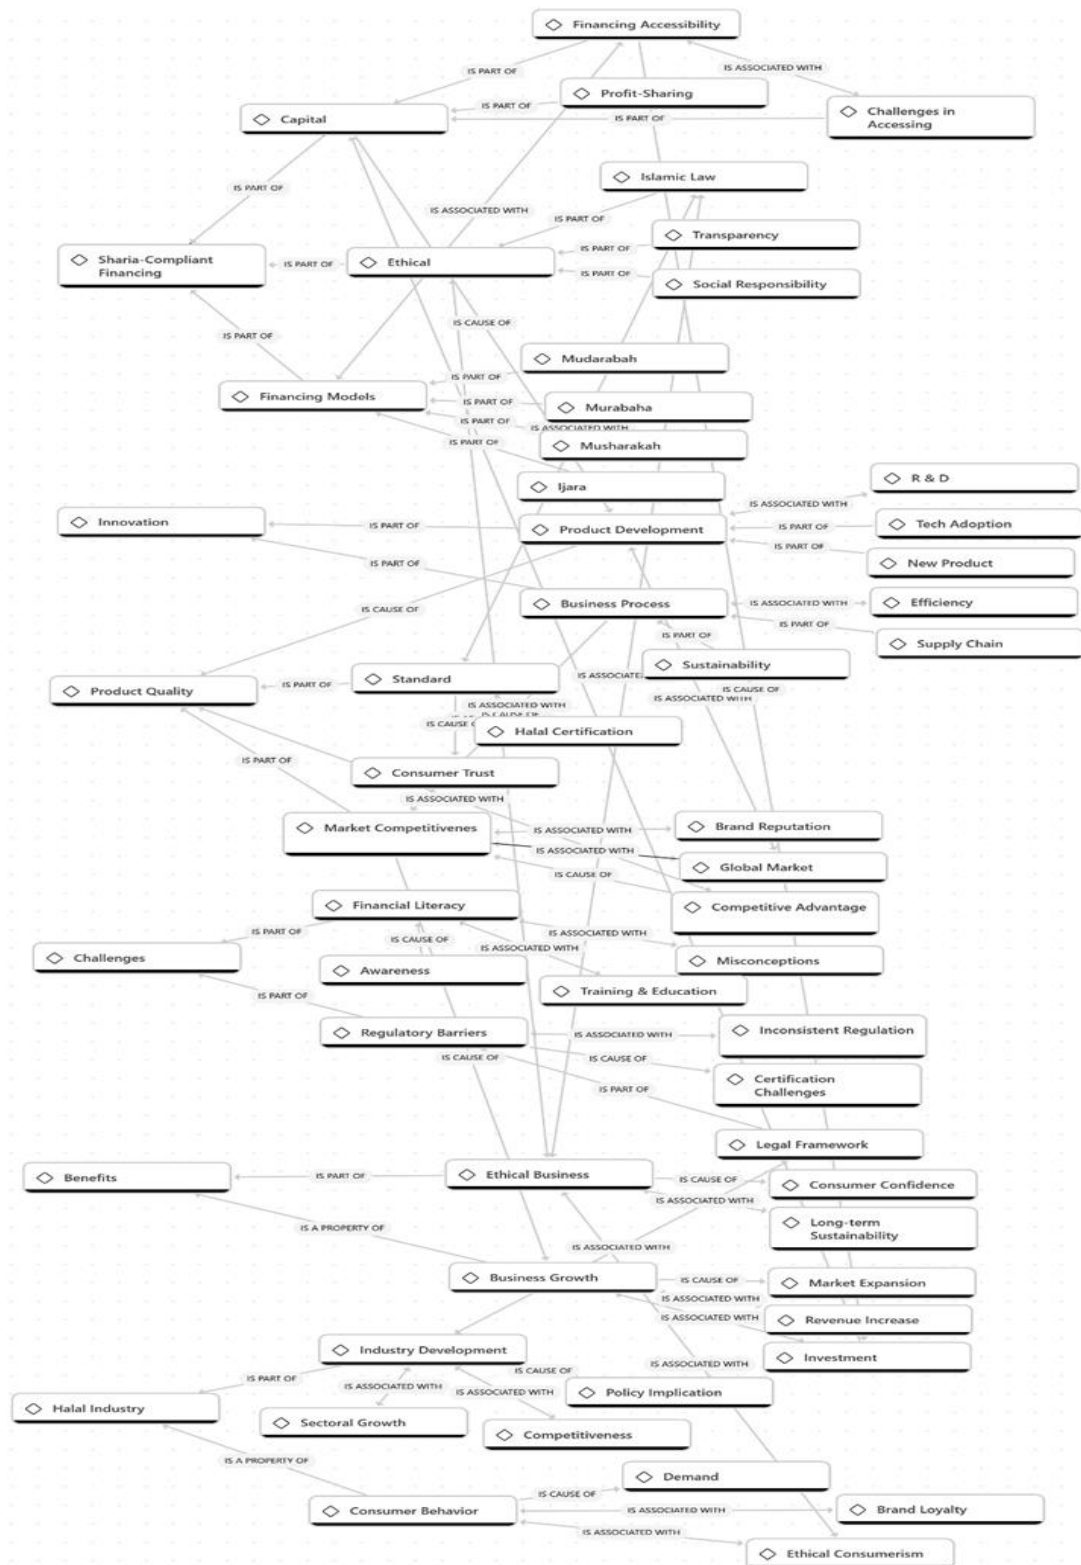 Financing Accessibility
IS PART OF
IS ASSOCIATED WITH
Profit-Sharing
IS PART OF
Capital
IS PART OF
Challenges in
Accessing
Islamic Law
IS PART OF
IS ASSOCIATED WITH
IS PART OF
Transparency
IS PART OF
Sharia-Compliant
Financing
IS PART OF
Ethical
IS PART OF
Social Responsibility
IS CAUSE OF
IS PART OF
Mudarabah
IS PART OF
Financing Models
IS PART OF
Murabaha
IS PART OF
IS ASSOCIATED WITH
IS PART OF
Musharakah
Ijara
R & D
IS ASSOCIATED WITH
Innovation
IS PART OF
Product Development
IS PART OF
Tech Adoption
IS PART OF
New Product
IS PART OF
IS CAUSE OF
Business Process
IS ASSOCIATED WITH
Efficiency
IS PART OF
Supply Chain
IS PART OF
Sustainability
IS ASSOCIATED
Product Quality
IS PART OF
Standard
IS CAUSE OF
IS ASSOCIATED WITH
IS ASSOCIATED WITH
IS CAUSE
IS CAUSE OF
Halal Certification
IS PART OF
Consumer Trust
IS ASSOCIATED WITH
Market Competitivenes
IS ASSOCIATED WITH
Brand Reputation
IS ASSOCIATED WITH
Global Market
IS CAUSE OF
Financial Literacy
Competitive Advantage
IS PART OF
IS CAUSE OF
IS ASSOCIATED WITH
IS ASSOCIATED WITH
Challenges
Awareness
Misconceptions
Training & Education
IS PART OF
Regulatory Barriers
IS ASSOCIATED WITH
Inconsistent Regulation
IS CAUSE OF
IS CAUSE OF
Certification
Challenges
IS PART OF
Legal Framework
Benefits
IS PART OF
Ethical Business
IS CAUSE OF
Consumer Confidence
IS ASSOCIATED WITH
Long-term
Sustainability
IS A PROPERTY OF
IS ASSOCIATED WITH
Business Growth
IS CAUSE OF
Market Expansion
IS ASSOCIATED WITH
IS ASSOCIATED WITH
Revenue Increase
Industry Development
Investment
IS PART OF
IS CAUSE OF
IS ASSOCIATED WITH
IS ASSOCIATED WITH
IS ASSOCIATED WITH
Policy Implication
Halal Industry
Sectoral Growth
Competitiveness
IS A PROPERTY OF
Demand
IS CAUSE OF
Consumer Behavior
IS ASSOCIATED WITH
Brand Loyalty
IS ASSOCIATED WITH
Ethical Consumerism